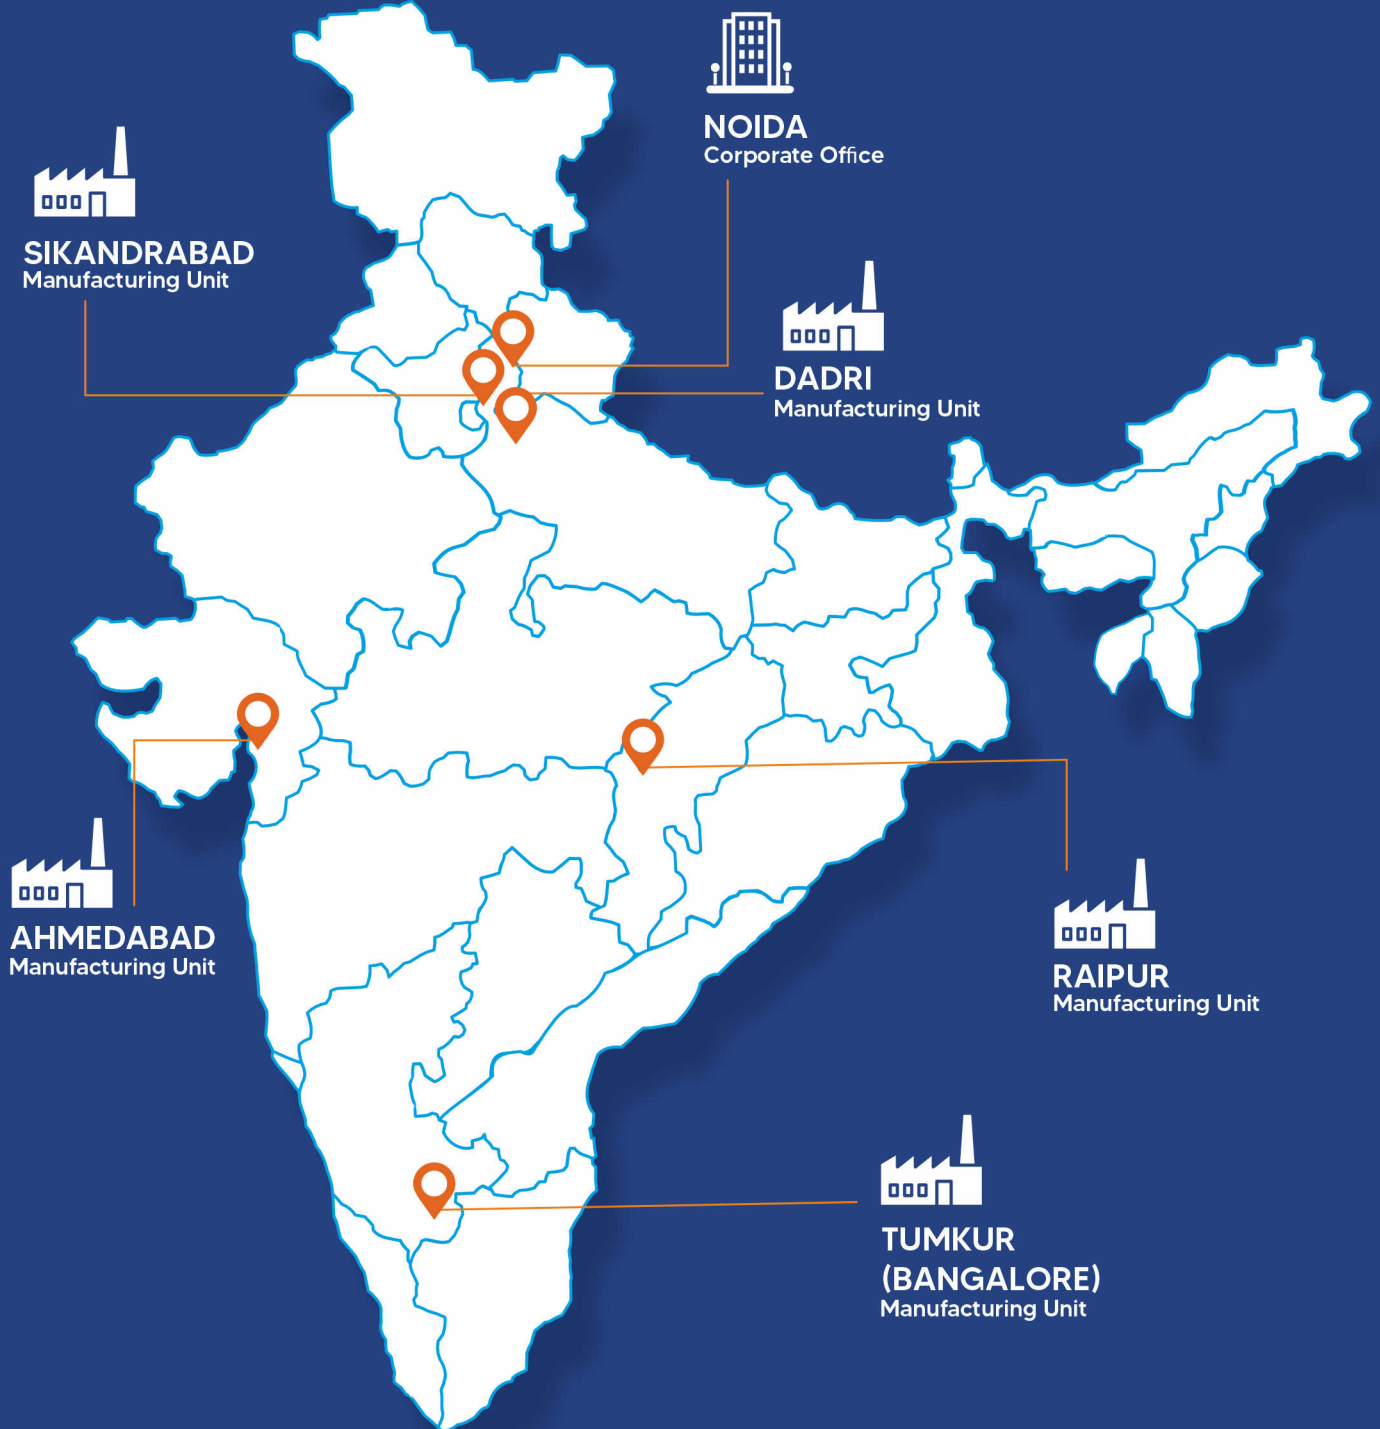 NOIDA
Corporate Office
SIKANDRABAD
Manufacturing Unit
DADRI
Manufacturing Unit
AHMEDABAD
Manufacturing Unit
RAIPUR
Manufacturing Unit
TUMKUR
(BANGALORE)
Manufacturing Unit